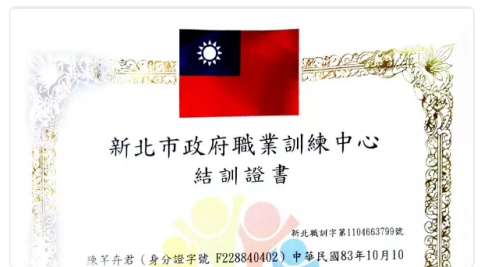 新北市政府職業訓練中心
結訓證書
新北職訓字第1104663799號
陳芊卉君（身分證字號 F228840402）中華民國83年10月10